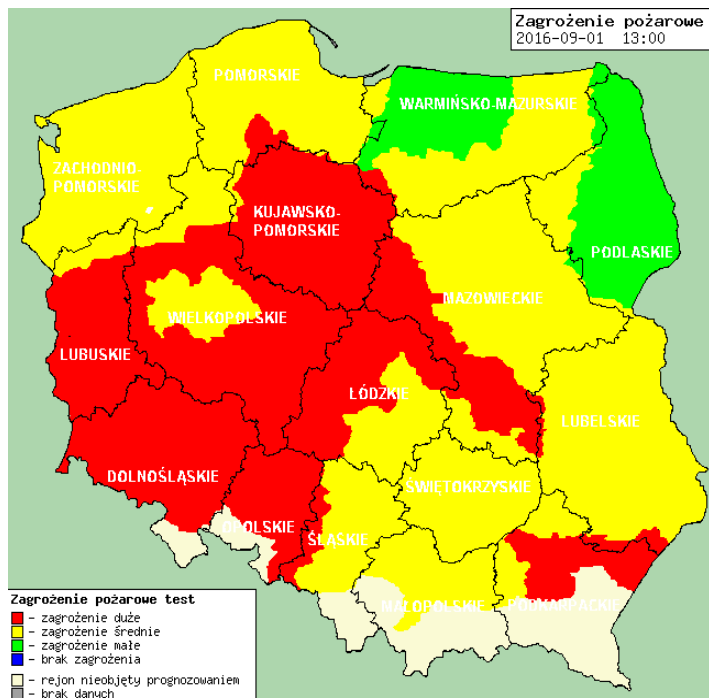 Zagrożenie pożarowe
2016-09-01 13:00
POMORSKIE
WARMIŃSKO-MAZURSKIE
ZACHODNIO-
POMORSKIE
KUJAWSKO-
POMORSKIE
PODLASKIE
MAZOWIECKIE
WIELKOPOLSKIE
LUBUSKIE
ŁÓDZKIE
LUBELSKIE
DOLNOŚLĄSKIE
ŚWIĘTOKRZYSKIE
OPOLSKIE
ŚLĄSKIE
MAŁOPOLSKIE
PODKARPACKIE
Zagrożenie pożarowe test
- zagrożenie duże
- zagrożenie średnie
- zagrożenie małe
- brak zagrożenia
- rejon nieobjęty prognozowaniem
- brak danych